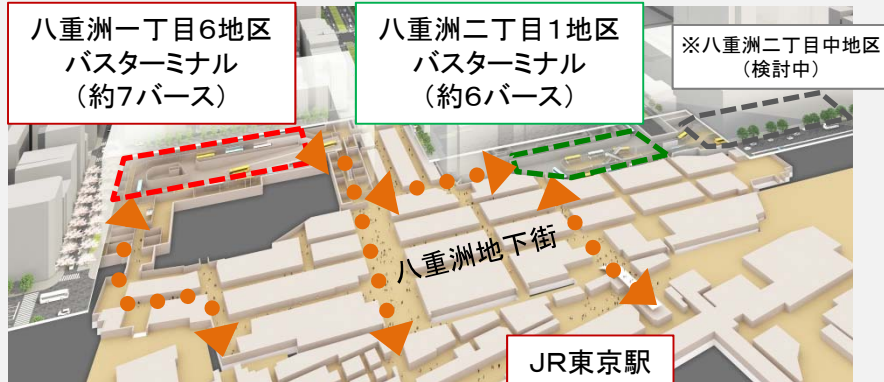 八重洲一丁目6地区
バスターミナル
（約7バース）
八重洲二丁目1地区
バスターミナル
（約6バース）
※八重洲二丁目中地区
（検討中）
八重洲地下街
JR東京駅